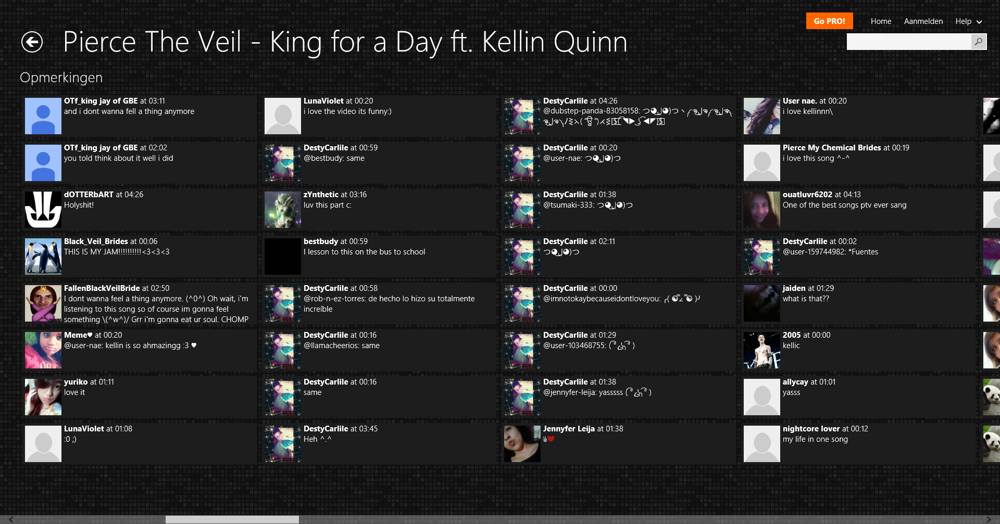 Go PRO!
Home
Aanmelden
Help
Pierce The Veil - King for a Day ft. Kellin Quinn
Opmerkingen
OTf_king jay of GBE at 03:11
and i dont wanna fell a thing anymore
OTf_king jay of GBE at 02:02
you told think about it well i did
dOTTERbART at 04:26
Holyshit!
Black_Veil_Brides at 00:06
THIS IS MY JAM!!!!!!!!!!<3<3<3
FallenBlackVeilBride at 02:50
I dont wanna feel a thing anymore. (^0^) Oh wait, i'm
listening to this song so of course im gonna feel
something \(^w^)/ Grr i'm gonna eat ur soul. CHOMP
Meme♥ at 00:20
@user-nae: kellin is so ahmazingg :3 ♥
yuriko at 01:11
love it
LunaViolet at 01:08
:0 ;)
LunaViolet at 00:20
i love the video its funny:)
DestyCarlile at 00:59
@bestbudy: same
zYnthetic at 03:16
luv this part c:
bestbudy at 00:59
I lesson to this on the bus to school
DestyCarlile at 00:58
@rob-n-ez-torres: de hecho lo hizo su totalmente
increíble
DestyCarlile at 00:16
@llamacheerios: same
DestyCarlile at 00:16
same
DestyCarlile at 03:45
Heh ^.^
DestyCarlile at 04:26
@dubstep-panda-83058158:
DestyCarlile at 00:20
@user-nae: つ◕_ل͜◕)つ
DestyCarlile at 01:38
@tsumaki-333: つ◕_ل͜◕)つ
DestyCarlile at 02:11
つ◕_ل͜◕)つ
DestyCarlile at 00:00
@imnotokaybecauseidontloveyou:
DestyCarlile at 01:29
@user-103468755:
DestyCarlile at 01:38
@jennyfer-leija: yasssss
Jennyfer Leija at 01:38
✌❤
User nae. at 00:20
i love kellinnn\
Pierce My Chemical Brides at 00:19
i love this song ^-^
ouatluvr6202 at 04:13
One of the best songs ptv ever sang
DestyCarlile at 00:02
@user-159744982: *Fuentes
jaiden at 01:29
what is that??
2005 at 00:00
kellic
allycay at 01:01
yasss
nightcore lover at 00:12
my life in one song